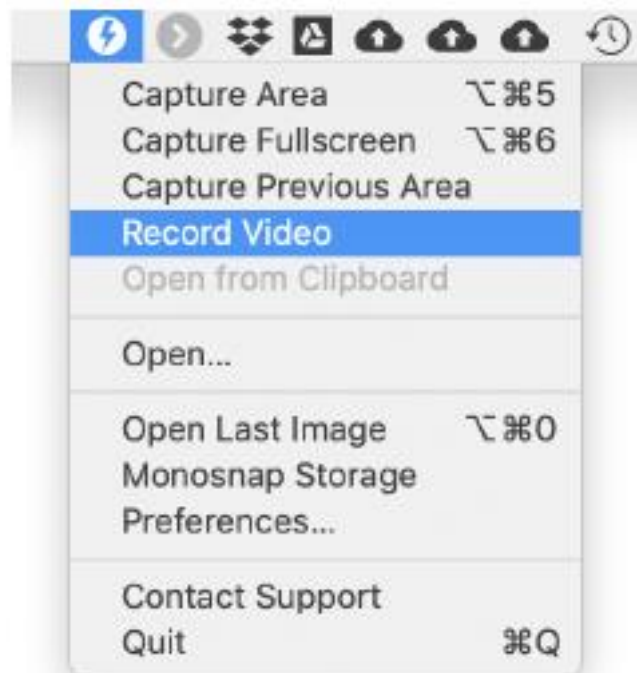 Capture Area ⌥⌘5
Capture Fullscreen ⌥⌘6
Capture Previous Area
Record Video
Open from Clipboard
Open...
Open Last Image ⌥⌘0
Monosnap Storage
Preferences...
Contact Support
Quit ⌘Q